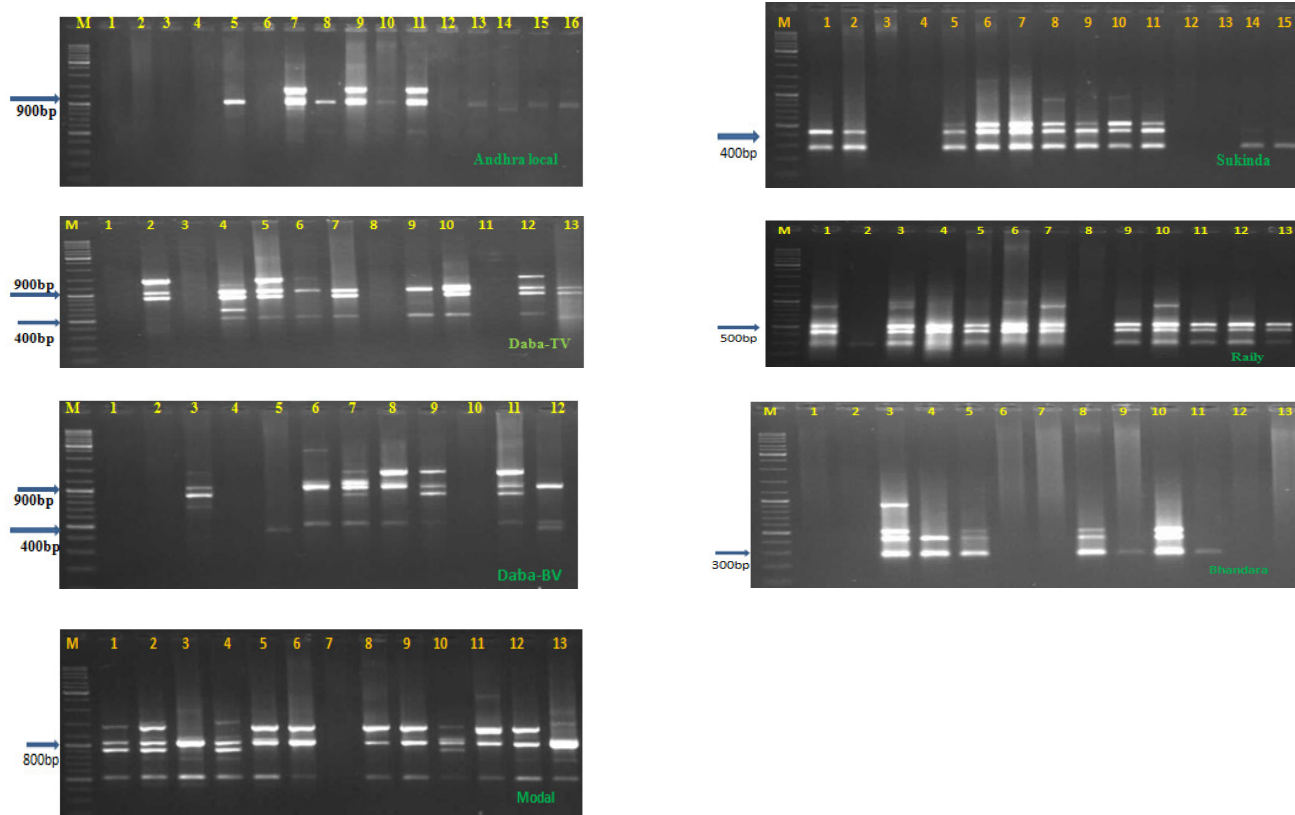 M 1 2 3 4 5 6 7 8 9 10 11 12 13 14 15 16
900bp
Andhra local
M 1 2 3 4 5 6 7 8 9 10 11 12 13
900bp
400bp
Daba-TV
M 1 2 3 4 5 6 7 8 9 10 11 12
900bp
400bp
Daba-BV
M 1 2 3 4 5 6 7 8 9 10 11 12 13
800bp
Modal
M 1 2 3 4 5 6 7 8 9 10 11 12 13 14 15
400bp
Sukinda
M 1 2 3 4 5 6 7 8 9 10 11 12 13
500bp
Raily
M 1 2 3 4 5 6 7 8 9 10 11 12 13
300bp
Bhandara